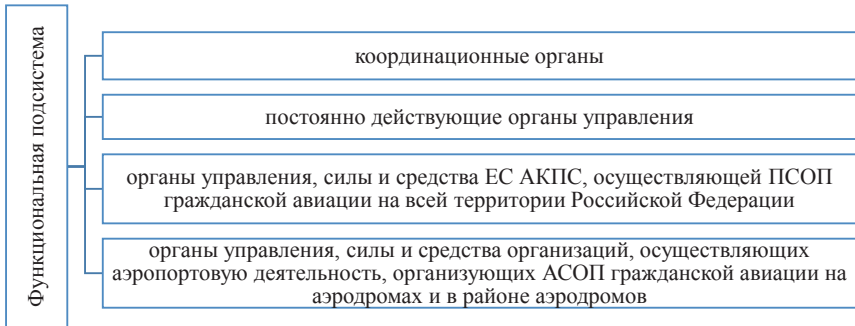 Функциональная подсистема
координационные органы
постоянно действующие органы управления
органы управления, силы и средства ЕС АКПС, осуществляющей ПСОП
гражданской авиации на всей территории Российской Федерации
органы управления, силы и средства организаций, осуществляющих
аэропортовую деятельность, организующих АСОП гражданской авиации на
аэродромах и в районе аэродромов